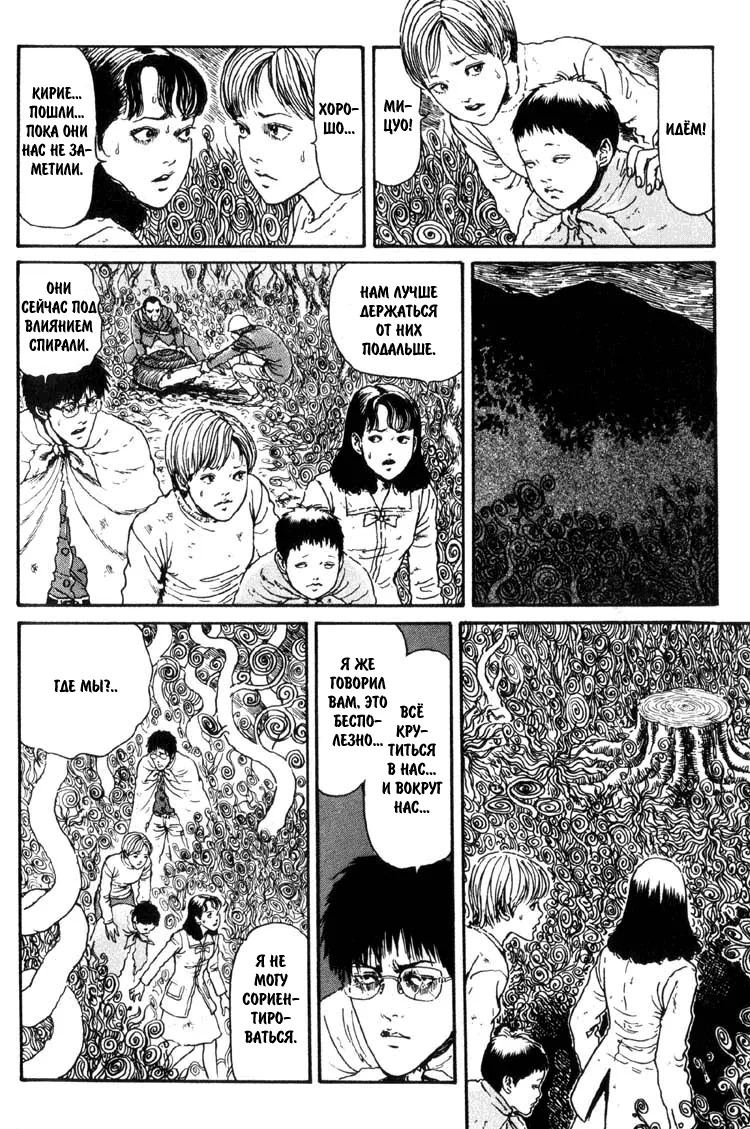 КИРИЕ...
ПОШЛИ...
ПОКА ОНИ
НАС НЕ ЗА-
МЕТИЛИ.
ХОРО-
ШО...
МИ-
ЦУО!
ИДЁМ!
ОНИ
СЕЙЧАС ПОД
ВЛИЯНИЕМ
СПИРАЛИ.
НАМ ЛУЧШЕ
ДЕРЖАТЬСЯ
ОТ НИХ
ПОДАЛЬШЕ.
ГДЕ МЫ?..
Я НЕ
МОГУ
СОРИЕН-
ТИРО-
ВАТЬСЯ.
Я ЖЕ
ГОВОРИЛ
ВАМ, ЭТО
БЕСПО-
ЛЕЗНО...
ВСЁ
КРУ-
ТИТЬСЯ
В НАС...
И ВОКРУГ
НАС...